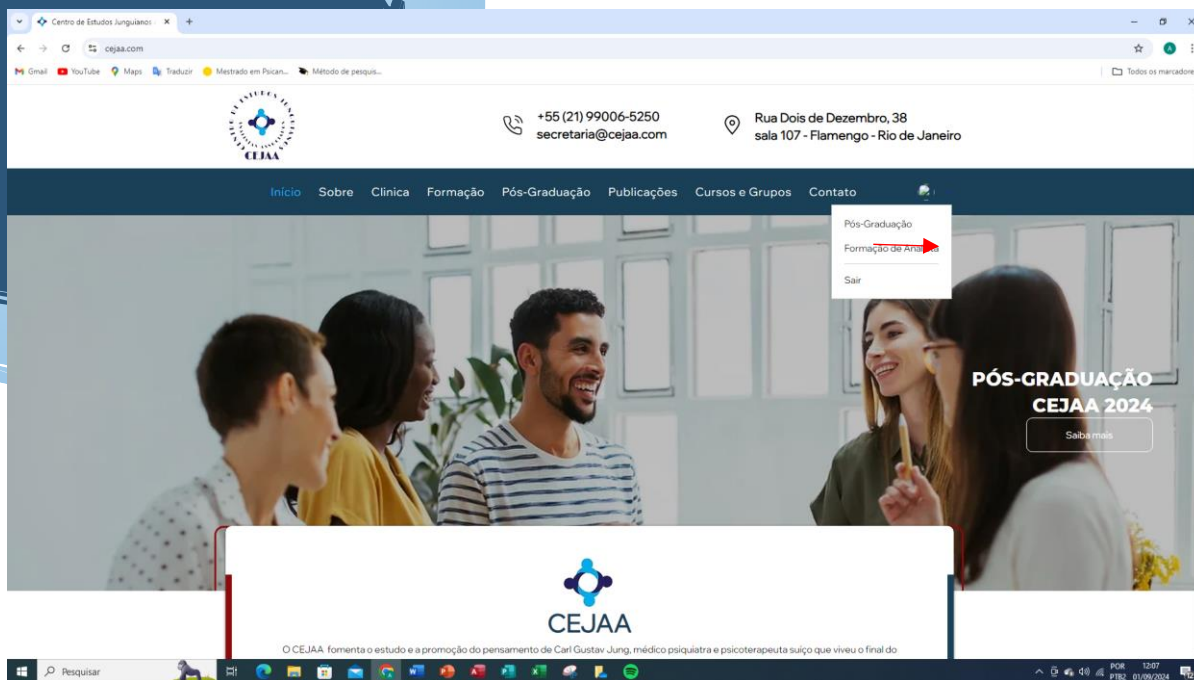 Centro de Estudos Junguianos
cejaa.com
Gmail
YouTube
Maps
Traduzir
Mestrado em Psican...
Método de pesquis...
Todos os marcadore
CEJAA
+55 (21) 99006-5250
secretaria@cejaa.com
Rua Dois de Dezembro, 38
sala 107 - Flamengo - Rio de Janeiro
Início Sobre Clinica Formação Pós-Graduação Publicações Cursos e Grupos Contato
Pós-Graduação
Formação de
Sair
PÓS-GRADUAÇÃO
CEJAA 2024
Saiba mais
CEJAA
O CEJAA fomenta o estudo e a promoção do pensamento de Carl Gustav Jung, médico psiquiatra e psicoterapeuta suiço que viveu o final do
Pesquisar
POR
PTB2
12:07
01/09/2024